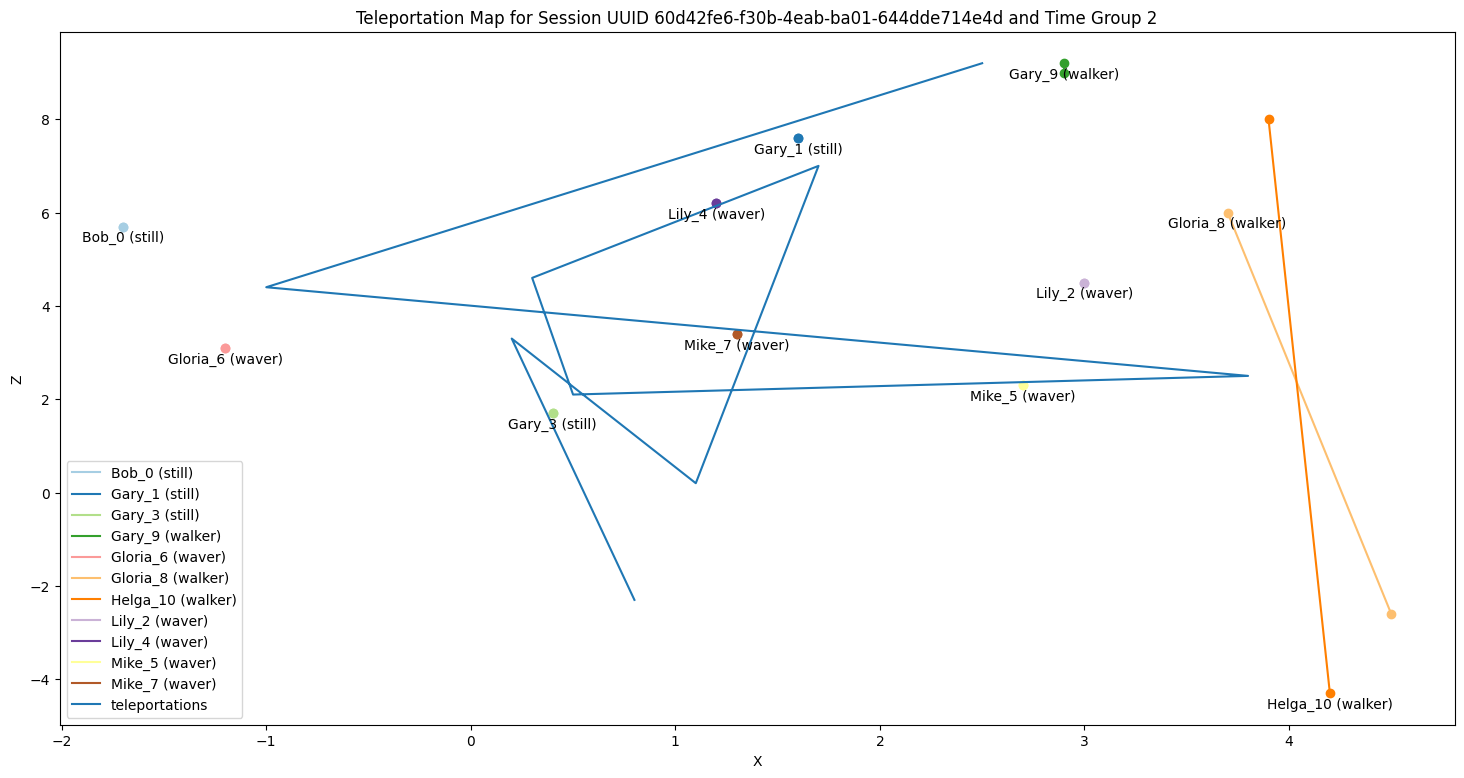 Teleportation Map for Session UUID 60d42fe6-f30b-4eab-ba01-644dde714e4d and Time Group 2
Gary_9 (walker)
8
Gary_1 (still)
Lily_4 (waver)
6
Gloria_8 (walker)
Bob_0 (still)
Lily_2 (waver)
4
Z
Gloria_6 (waver)
Mike_7 (waver)
2
Mike_5 (waver)
Gary_3 (still)
0
−2
−4
Bob_0 (still)
Gary_1 (still)
Gary_3 (still)
Gary_9 (walker)
Gloria_6 (waver)
Gloria_8 (walker)
Helga_10 (walker)
Lily_2 (waver)
Lily_4 (waver)
Mike_5 (waver)
Mike_7 (waver)
teleportations
Helga_10 (walker)
−2 −1 0 1 2 3 4
X